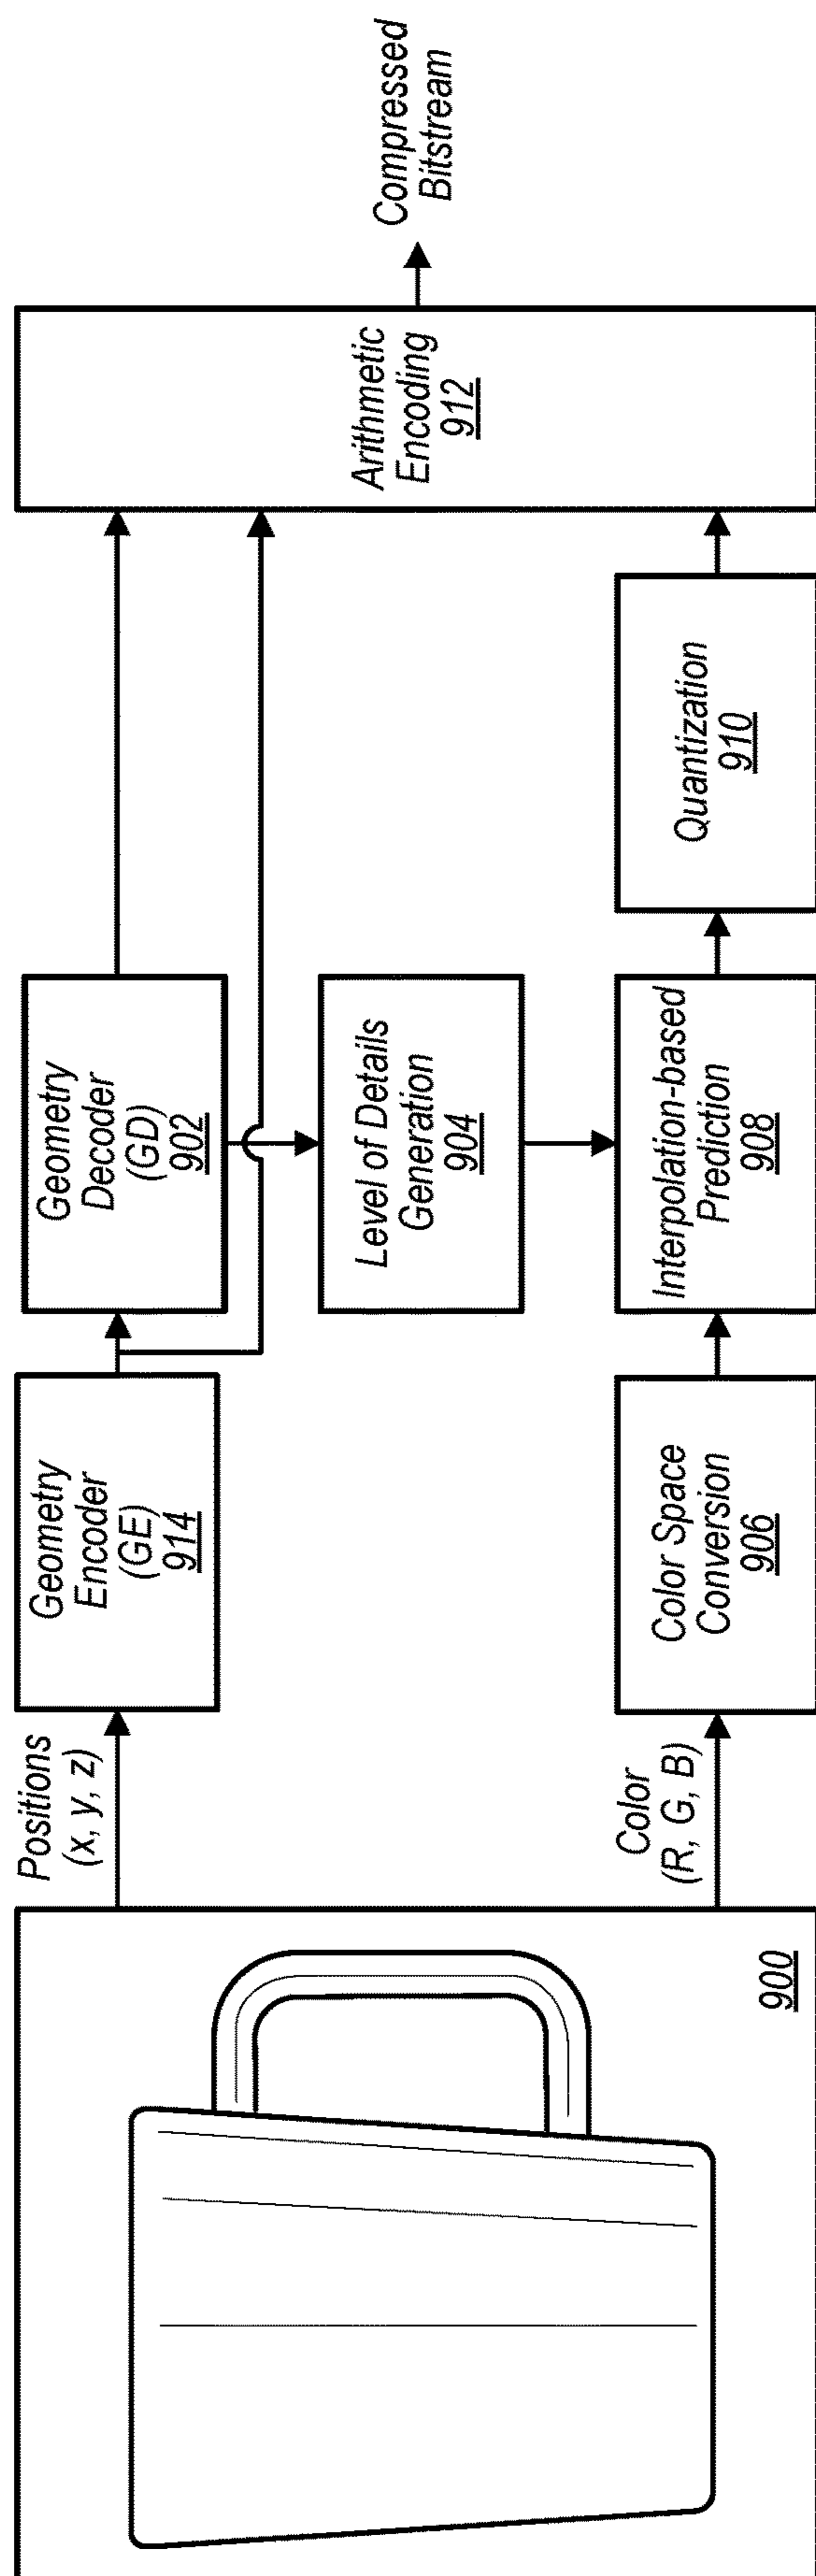 900
Positions
(x, y, z)
Color
(R, G, B)
Geometry
Encoder
(GE)
914
Color Space
Conversion
906
Geometry
Decoder
(GD)
902
Level of Details
Generation
904
Interpolation-based
Prediction
908
Quantization
910
Arithmetic
Encoding
912
Compressed
Bitstream